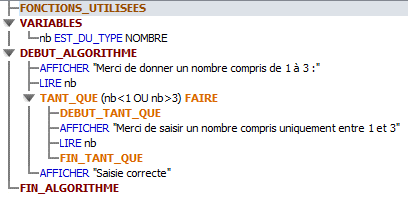 FONCTIONS_UTILISEES
VARIABLES
nb EST_DU_TYPE NOMBRE
DEBUT_ALGORITHME
AFFICHER "Merci de donner un nombre compris de 1 à 3 :"
LIRE nb
TANT_QUE (nb<1 OU nb>3) FAIRE
DEBUT_TANT_QUE
AFFICHER "Merci de saisir un nombre compris uniquement entre 1 et 3"
LIRE nb
FIN_TANT_QUE
AFFICHER "Saisie correcte"
FIN_ALGORITHME